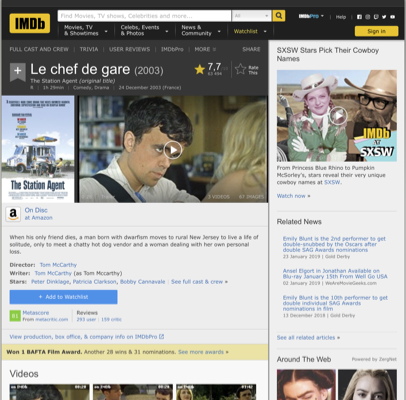 IMDb
Find Movies, TV shows, Celebrities and more...
All
IMDbPro
Help
Movies, TV
& Showtimes
Celebs, Events
& Photos
News &
Community
Watchlist
Sign in
FULL CAST AND CREW | TRIVIA | USER REVIEWS | IMDbPro | MORE
SHARE
Le chef de gare (2003)
The Station Agent (original title)
R | 1h 29min | Comedy, Drama | 24 December 2003 (France)
7,7
Rate
This
THE STATION AGENT
3 VIDEOS
67 IMAGES
On Disc
at Amazon
When his only friend dies, a man born with dwarfism moves to rural New Jersey to live a life of
solitude, only to meet a chatty hot dog vendor and a woman dealing with her own personal
loss.
Director: Tom McCarthy
Writer: Tom McCarthy (as Tom Mccarthy)
Stars: Peter Dinklage, Patricia Clarkson, Bobby Cannavale | See full cast & crew »
+ Add to Watchlist
81
Metascore
From metacritic.com
Reviews
293 user | 159 critic
View production, box office, & company info on IMDbPro
Won 1 BAFTA Film Award. Another 28 wins & 31 nominations. See more awards »
Videos
SXSW Stars Pick Their Cowboy
Names
IMDb
AT
SXSW
From Princess Blue Rhino to Pumpkin
McSorley's, stars reveal their very
unique cowboy names at SXSW.
Watch now »
Related News
Emily Blunt is the 2nd performer to get
double-snubbed by the Oscars after
double SAG Awards nominations
23 January 2019 | Gold Derby
Ansel Elgort in Jonathan Available on
Blu-ray January 15th From Well Go USA
02 January 2019 | WeAreMovieGeeks.com
Emily Blunt is the 10th performer to get
double SAG Awards nominations
in film
13 December 2018 | Gold Derby
See all related articles »
Around The Web
Powered by ZergNet